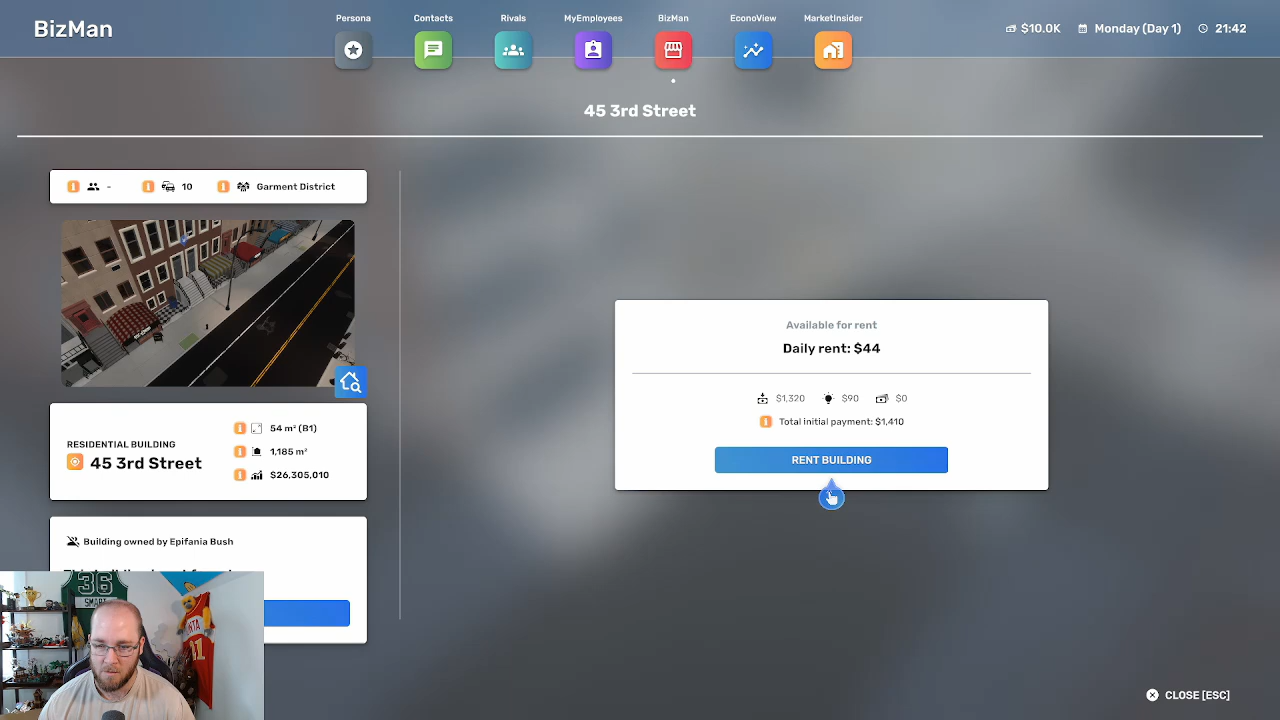 BizMan
Persona
Contacts
Rivals
MyEmployees
BizMan
EconoView
MarketInsider
$10.0K
Monday (Day 1)
21:42
45 3rd Street
-
10
Garment District
RESIDENTIAL BUILDING
45 3rd Street
54 m² (B1)
1,185 m²
$26,305,010
Building owned by Epifania Bush
Available for rent
Daily rent: $44
$1,320
$90
$0
Total initial payment: $1,410
RENT BUILDING
36
SMART
CLOSE [ESC]